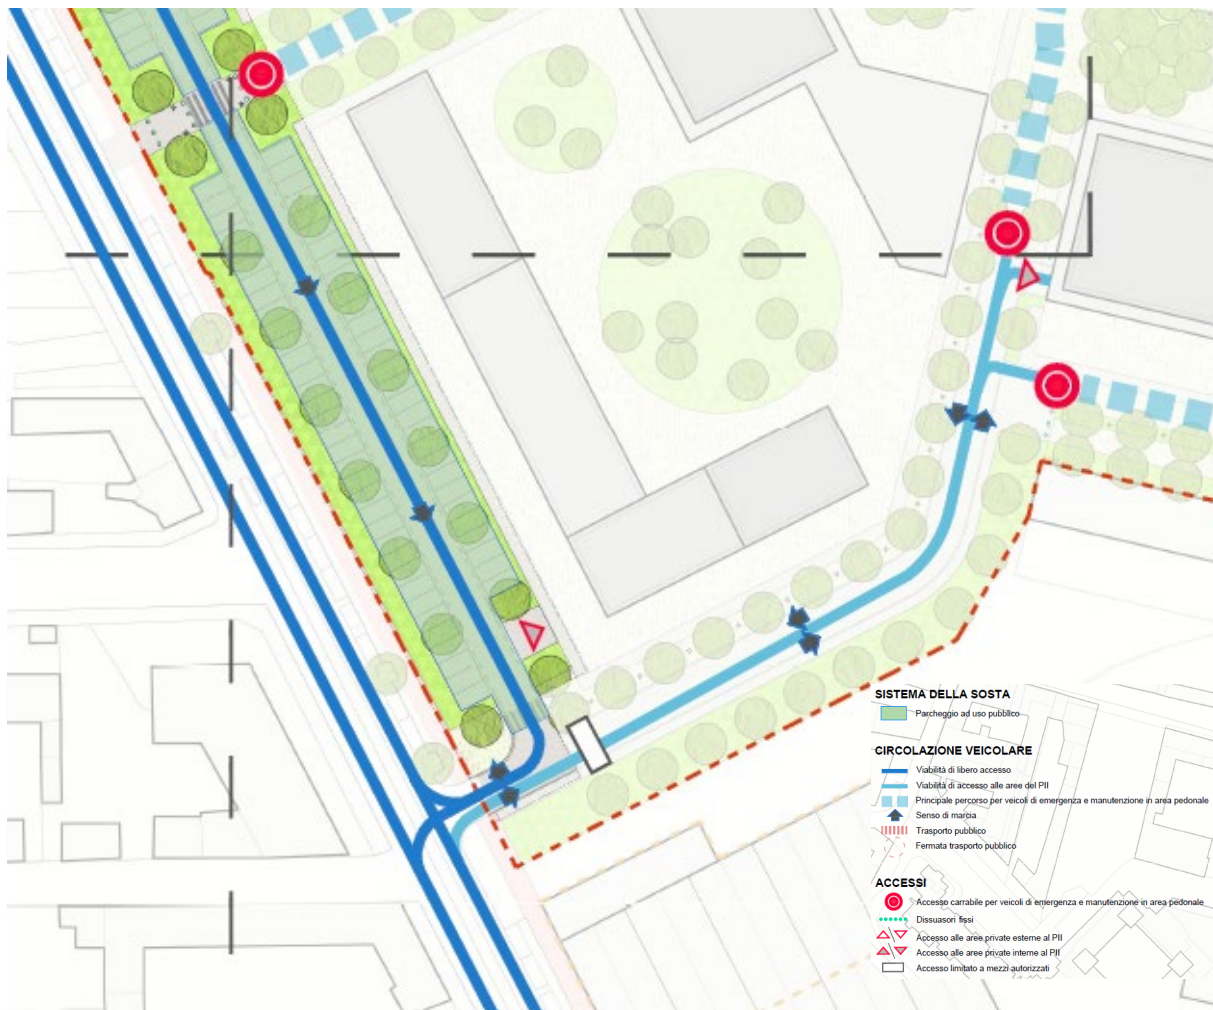 SISTEMA DELLA SOSTA
Parcheggio ad uso pubblico
CIRCOLAZIONE VEICOLARE
Viabilità di libero accesso
Viabilità di accesso alle aree del PII
Principale percorso per veicoli di emergenza e manutenzione in area pedonale
Senso di marcia
Trasporto pubblico
Fermata trasporto pubblico
ACCESSI
Accesso carrabile per veicoli di emergenza e manutenzione in area pedonale
Dissuasori fissi
Accesso alle aree private esterne al PII
Accesso alle aree private interne al PII
Accesso limitato a mezzi autorizzati